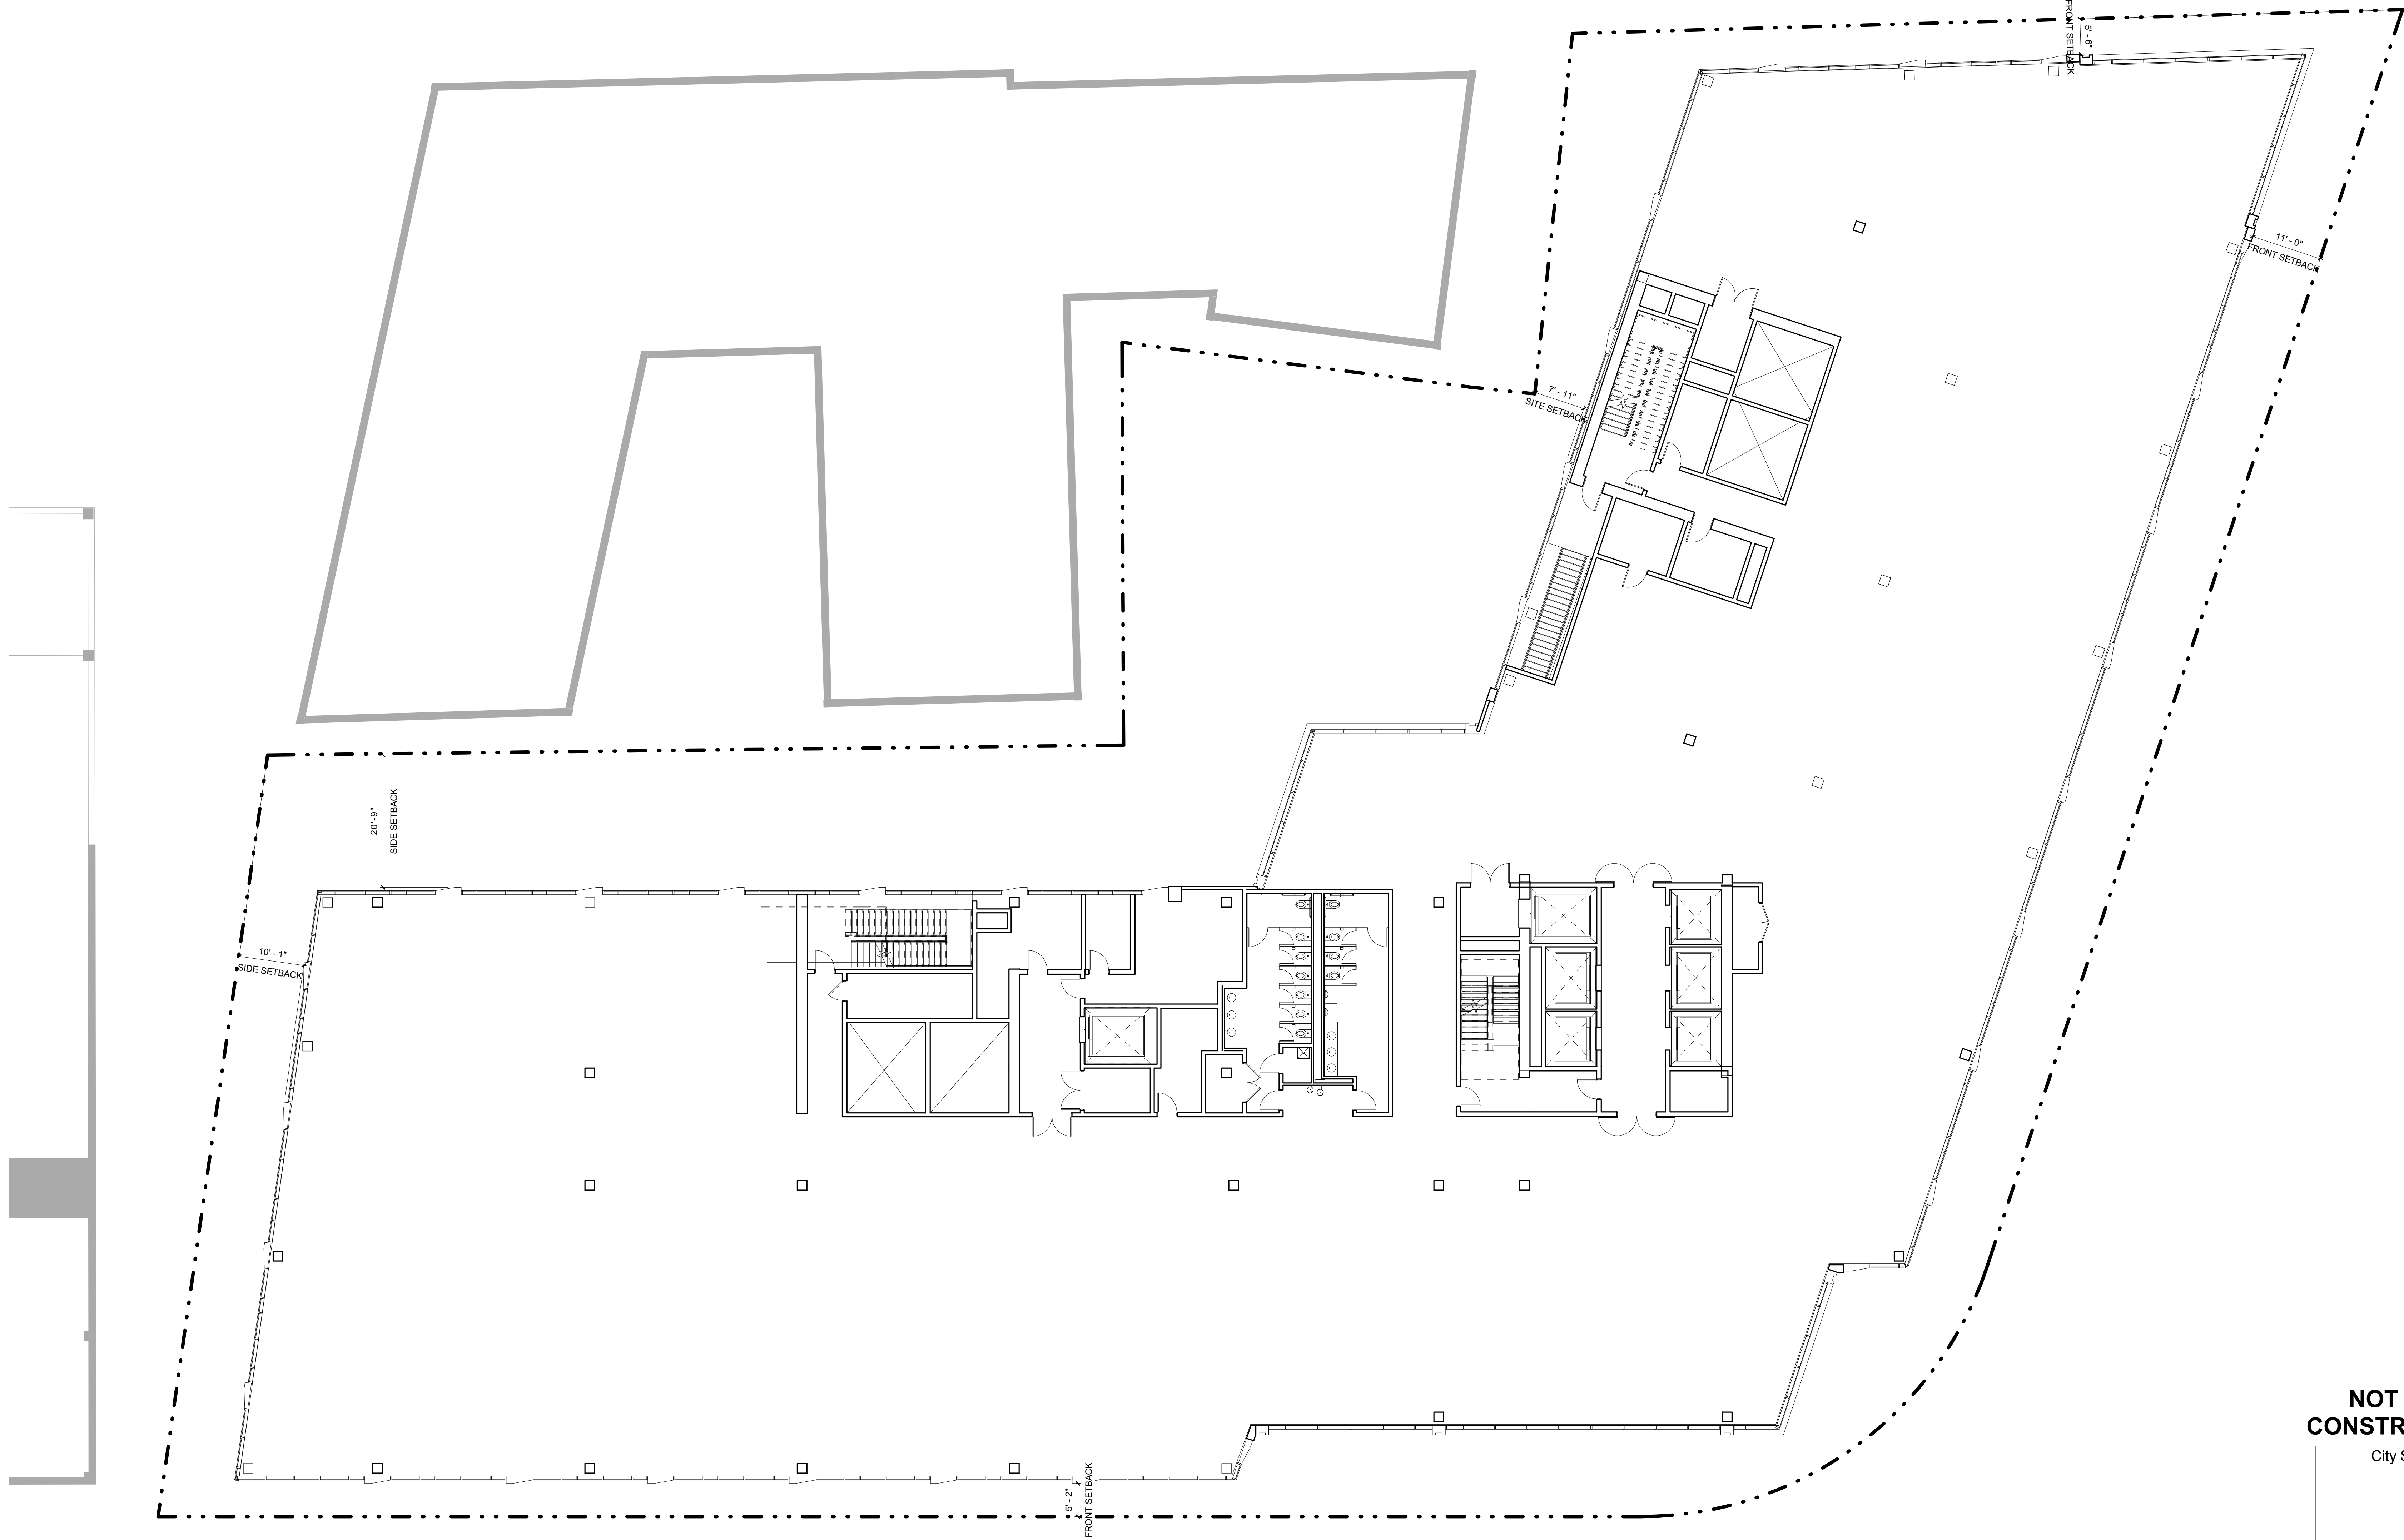 FRONT SETBACK
5' - 6"
11' - 0"
FRONT SETBACK
7' - 11"
SITE SETBACK
20'-9"
SIDE SETBACK
10' - 1"
SIDE SETBACK
5' - 2"
FRONT SETBACK
NOT
CONSTR
City S